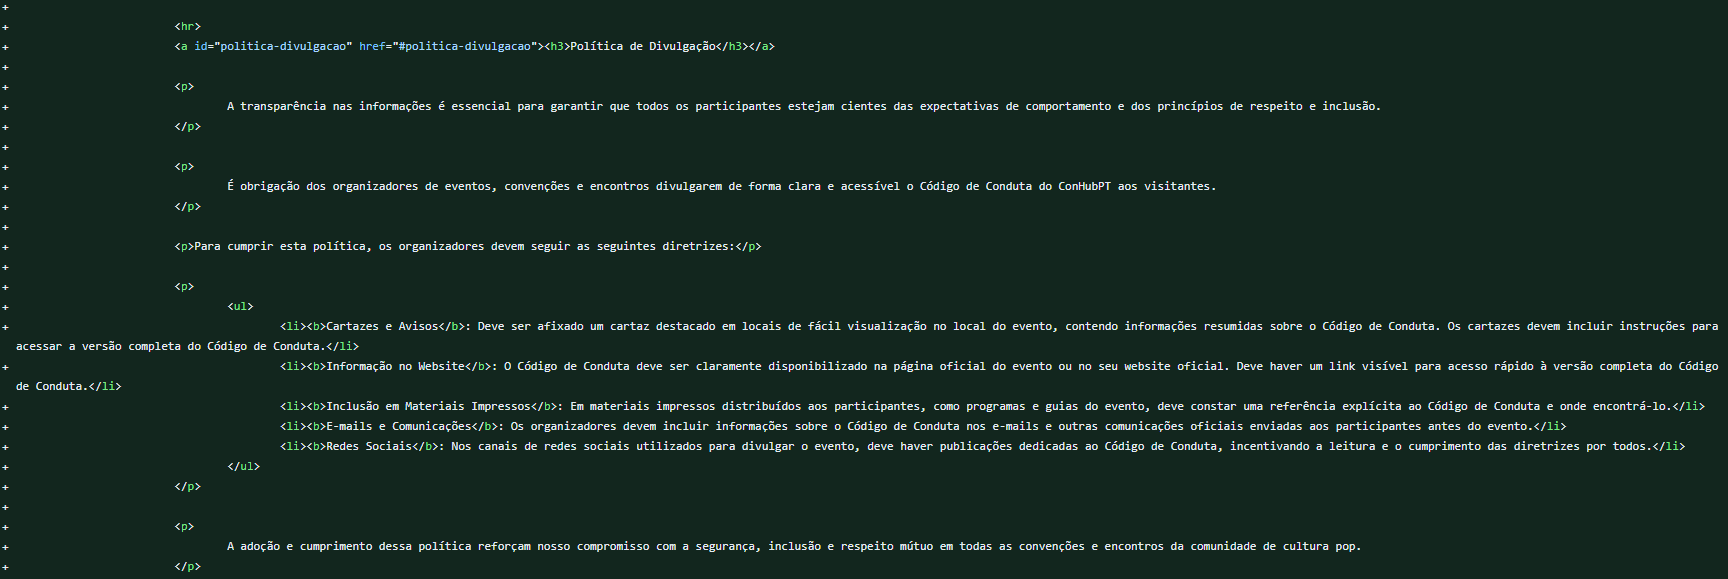 +
+ <hr>
+ <a id="politica-divulgacao" href="#politica-divulgacao"><h3>Política de Divulgação</h3></a>
+
+ <p>
+ A transparência nas informações é essencial para garantir que todos os participantes estejam cientes das expectativas de comportamento e dos princípios de respeito e inclusão.
+ </p>
+
+ <p>
+ É obrigação dos organizadores de eventos, convenções e encontros divulgarem de forma clara e acessível o Código de Conduta do ConHubPT aos visitantes.
+ </p>
+
+ <p>Para cumprir esta política, os organizadores devem seguir as seguintes diretrizes:</p>
+
+ <p>
+ <ul>
+ <li><b>Cartazes e Avisos</b>: Deve ser afixado um cartaz destacado em locais de fácil visualização no local do evento, contendo informações resumidas sobre o Código de Conduta. Os cartazes devem incluir instruções para
acessar a versão completa do Código de Conduta.</li>
+ <li><b>Informação no Website</b>: O Código de Conduta deve ser claramente disponibilizado na página oficial do evento ou no seu website oficial. Deve haver um link visível para acesso rápido à versão completa do Código
de Conduta.</li>
+ <li><b>Inclusão em Materiais Impressos</b>: Em materiais impressos distribuídos aos participantes, como programas e guias do evento, deve constar uma referência explícita ao Código de Conduta e onde encontrá-lo.</li>
+ <li><b>E-mails e Comunicações</b>: Os organizadores devem incluir informações sobre o Código de Conduta nos e-mails e outras comunicações oficiais enviadas aos participantes antes do evento.</li>
+ <li><b>Redes Sociais</b>: Nos canais de redes sociais utilizados para divulgar o evento, deve haver publicações dedicadas ao Código de Conduta, incentivando a leitura e o cumprimento das diretrizes por todos.</li>
+ </ul>
+ </p>
+
+ <p>
+ A adoção e cumprimento dessa política reforçam nosso compromisso com a segurança, inclusão e respeito mútuo em todas as convenções e encontros da comunidade de cultura pop.
+ </p>